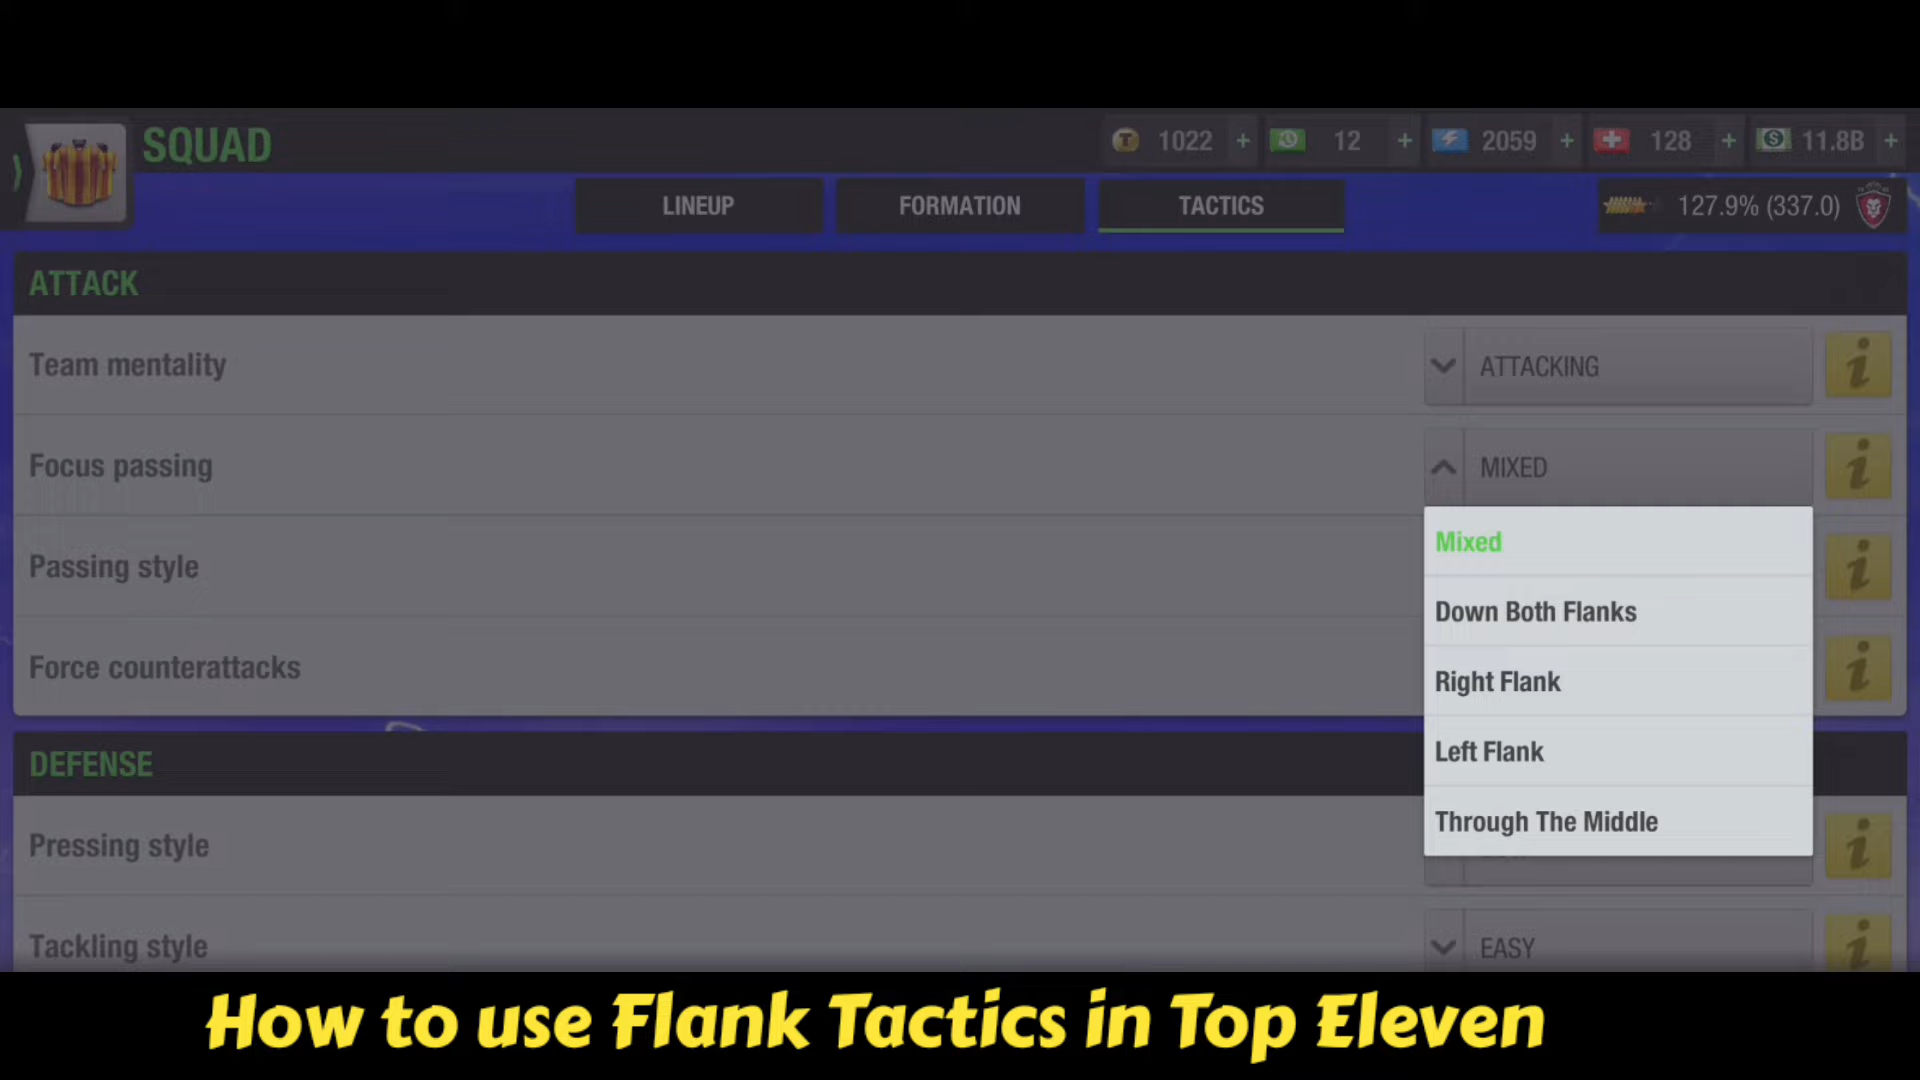 SQUAD
1022 + 12 + 2059 + 128 + 11.8B +
LINEUP FORMATION TACTICS 127.9% (337.0)
ATTACK
Team mentality ATTACKING
Focus passing MIXED
Mixed
Down Both Flanks
Passing style
Right Flank
Force counterattacks
Left Flank
DEFENSE
Through The Middle
Pressing style
Tackling style EASY
How to use Flank Tactics in Top Eleven